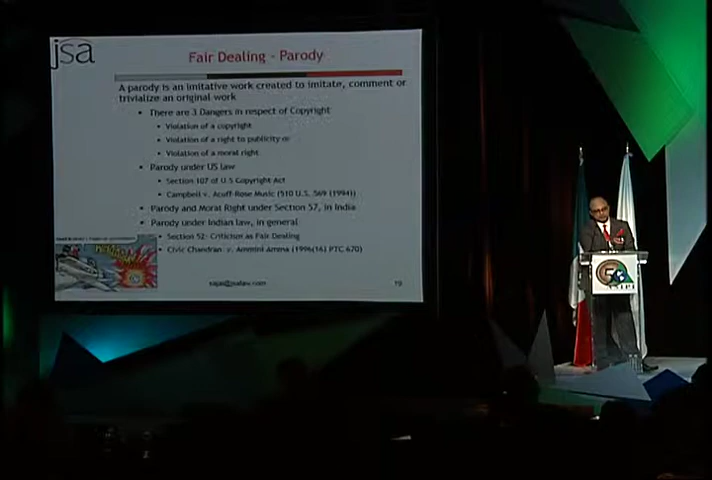 jsa
Fair Dealing - Parody
A parody is an imitative work created to imitate, comment or
trivialize an original work
• There are 3 Dangers in respect of Copyright
• Violation of a copyright
• Violation of a right to publicity or
• Violation of a moral right.
• Parody under US law
• Section 107 of U.S Copyright Act
• Campbell v. Acuff-Rose Music (510 U.S. 569 (1994))
• Parody and Moral Right under Section 57, in India
• Parody under Indian law, in general
• Section 52- Criticism as Fair Dealing
• Civic Chandran v. Ammini Amma (1996(16) PTC 670)
19